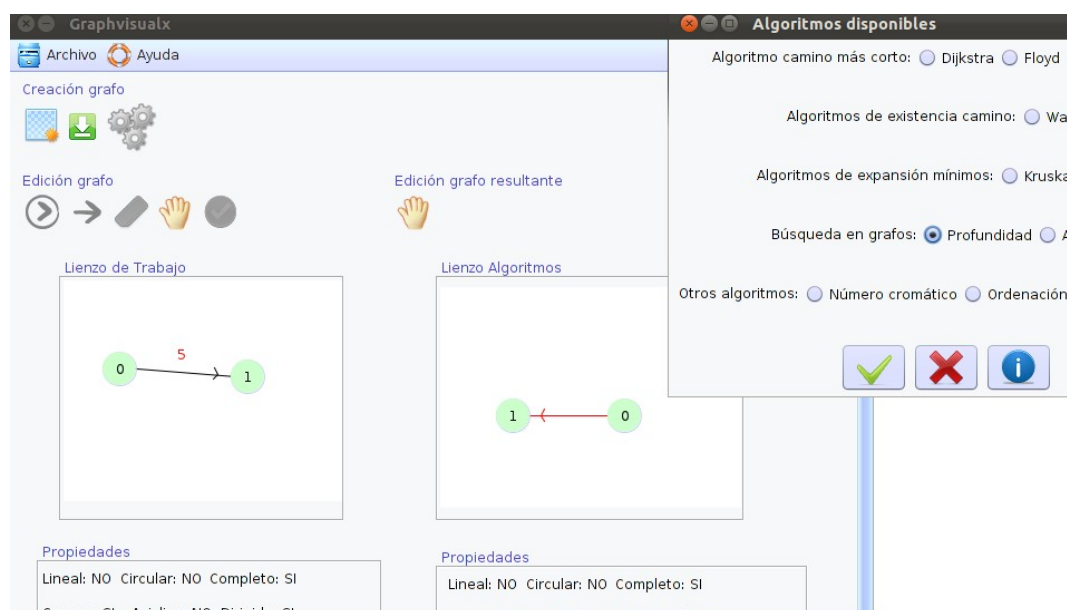 Graphvisualx
Algoritmos disponibles
Archivo Ayuda
Creación grafo
Edición grafo
Edición grafo resultante
Lienzo de Trabajo
5
0
1
Lienzo Algoritmos
1
0
Propiedades
Lineal: NO Circular: NO Completo: SI
Propiedades
Lineal: NO Circular: NO Completo: SI
Algoritmo camino más corto: Dijkstra Floyd
Algoritmos de existencia camino: Wa
Algoritmos de expansión mínimos: Kruska
Búsqueda en grafos: Profundidad A
Otros algoritmos: Número cromático Ordenación